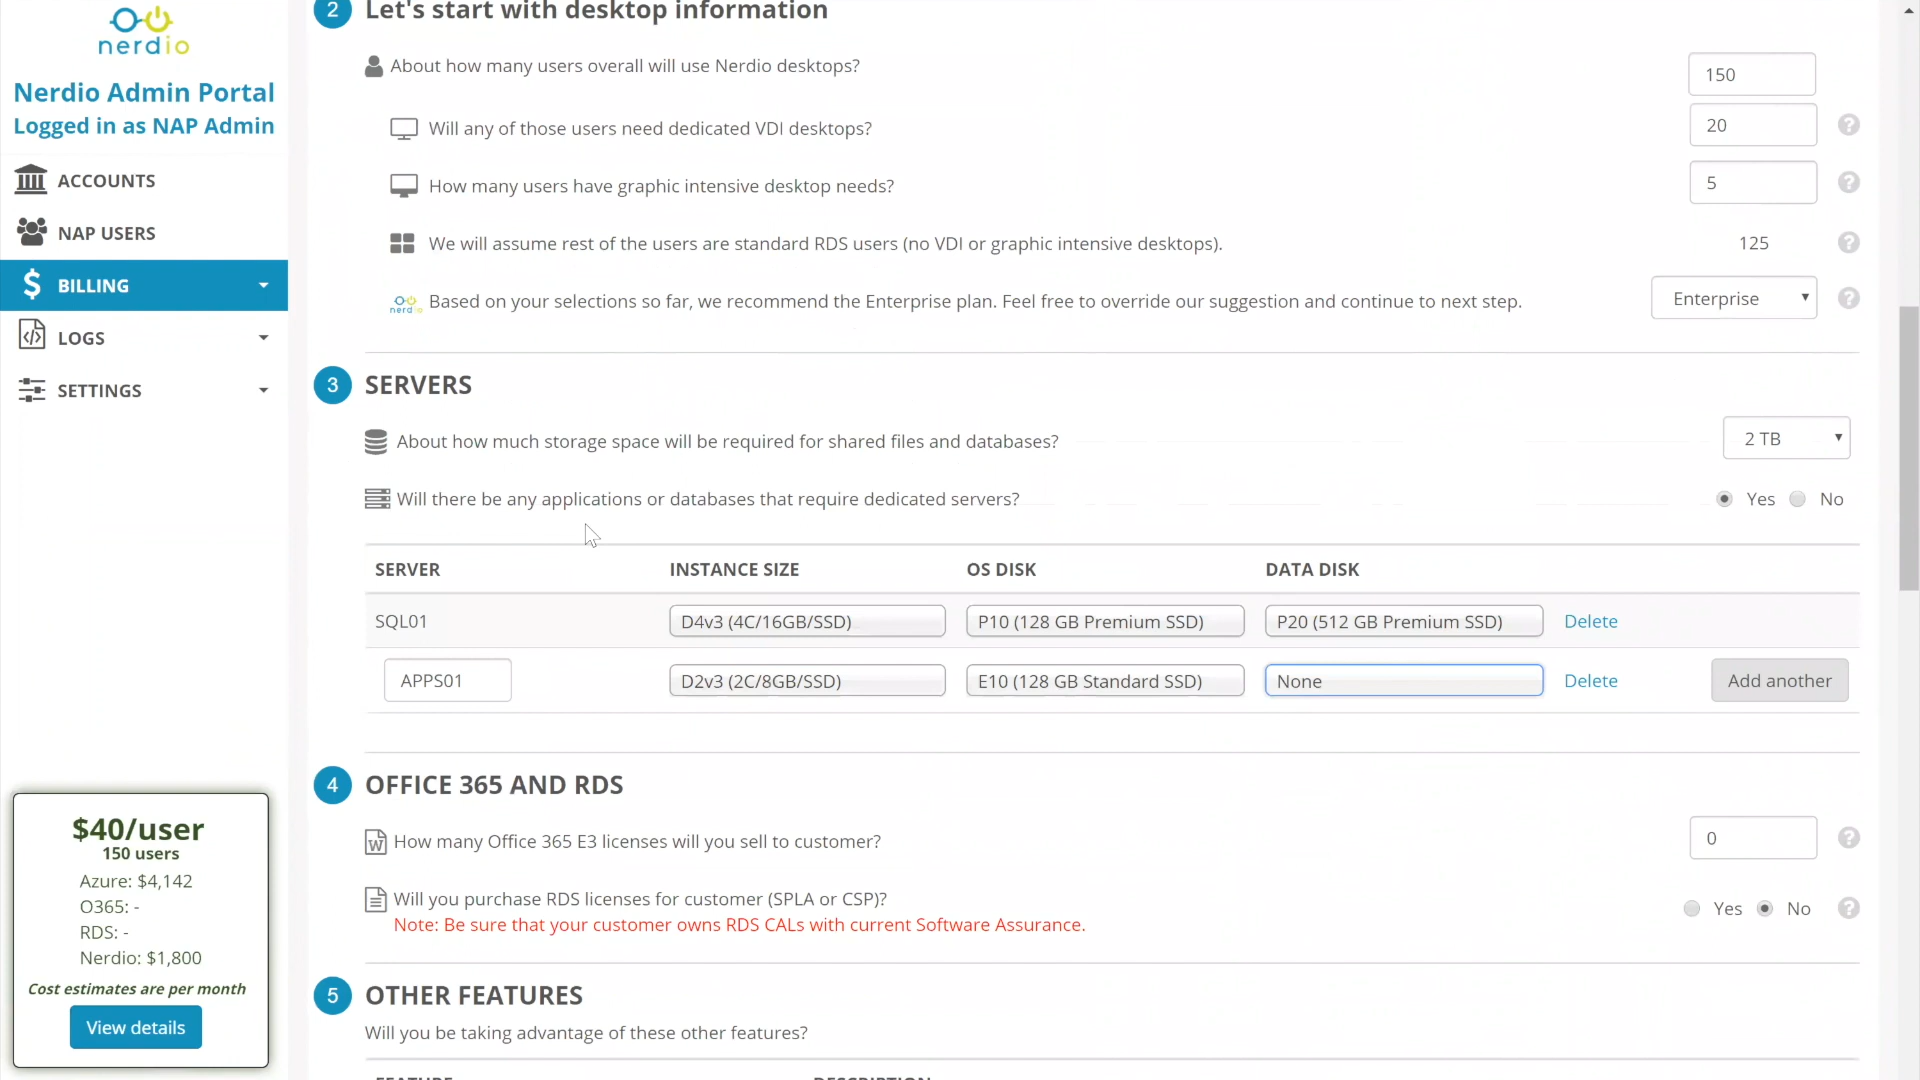 nerdio
Nerdio Admin Portal
Logged in as NAP Admin
ACCOUNTS
NAP USERS
BILLING
LOGS
SETTINGS
$40/user
150 users
Azure: $4,142
O365: -
RDS: -
Nerdio: $1,800
Cost estimates are per month
View details
2 Let's start with desktop information
About how many users overall will use Nerdio desktops? 150
Will any of those users need dedicated VDI desktops? 20 ?
How many users have graphic intensive desktop needs? 5 ?
We will assume rest of the users are standard RDS users (no VDI or graphic intensive desktops). 125 ?
nerdio Based on your selections so far, we recommend the Enterprise plan. Feel free to override our suggestion and continue to next step. Enterprise ?
3 SERVERS
About how much storage space will be required for shared files and databases? 2 TB
Will there be any applications or databases that require dedicated servers? Yes No
SERVER INSTANCE SIZE OS DISK DATA DISK
SQL01 D4v3 (4C/16GB/SSD) P10 (128 GB Premium SSD) P20 (512 GB Premium SSD) Delete
APPS01 D2v3 (2C/8GB/SSD) E10 (128 GB Standard SSD) None Delete Add another
4 OFFICE 365 AND RDS
How many Office 365 E3 licenses will you sell to customer? 0 ?
Will you purchase RDS licenses for customer (SPLA or CSP)? Yes No ?
Note: Be sure that your customer owns RDS CALs with current Software Assurance.
5 OTHER FEATURES
Will you be taking advantage of these other features?
FEATURE DESCRIPTION